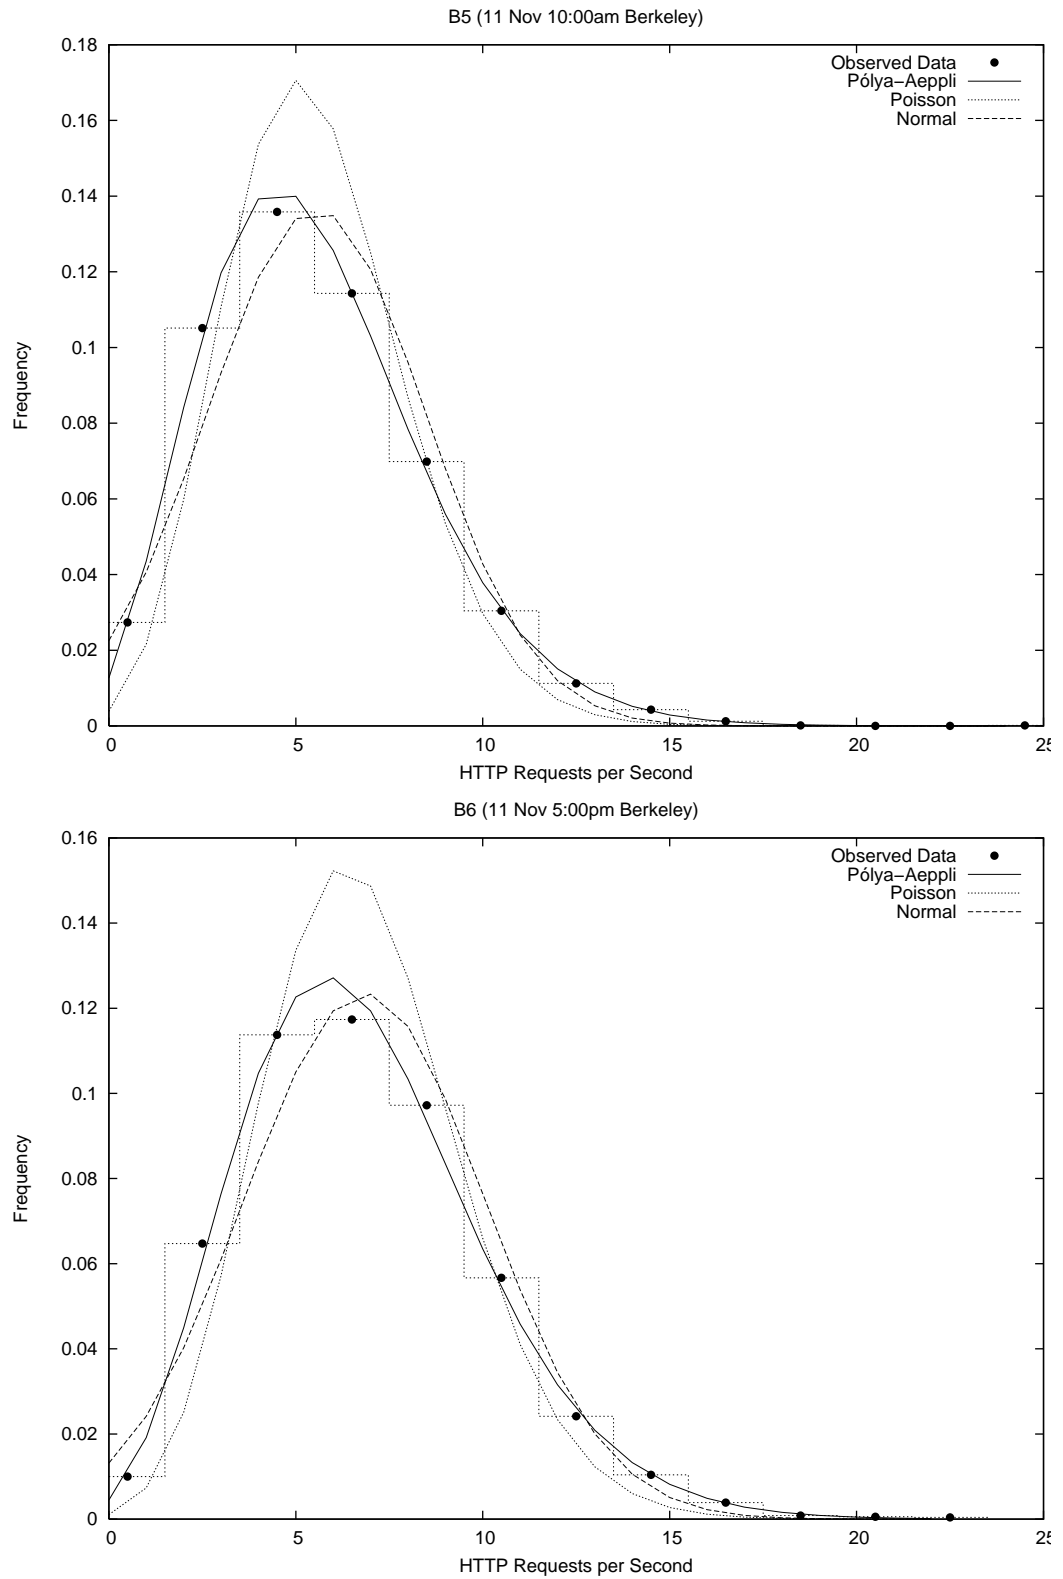 B5 (11 Nov 10:00am Berkeley)
0.18
0.16
0.14
0.12
0.1
0.08
0.06
0.04
0.02
0
Frequency
Observed Data
Pólya−Aeppli
Poisson
Normal
0 5 10 15 20 25
HTTP Requests per Second
B6 (11 Nov 5:00pm Berkeley)
0.16
0.14
0.12
0.1
0.08
0.06
0.04
0.02
0
Frequency
Observed Data
Pólya−Aeppli
Poisson
Normal
0 5 10 15 20 25
HTTP Requests per Second